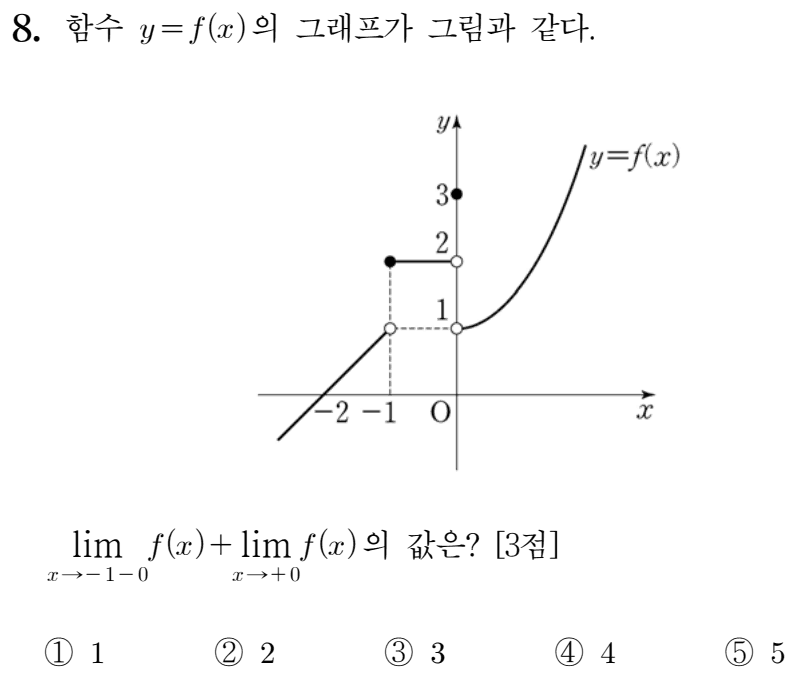 8. 함수 y=f(x)의 그래프가 그림과 같다.
y
y=f(x)
3
2
1
-2 -1 O x
lim f(x)+lim f(x)의 값은? [3점]
x→-1-0 x→+0
① 1 ② 2 ③ 3 ④ 4 ⑤ 5